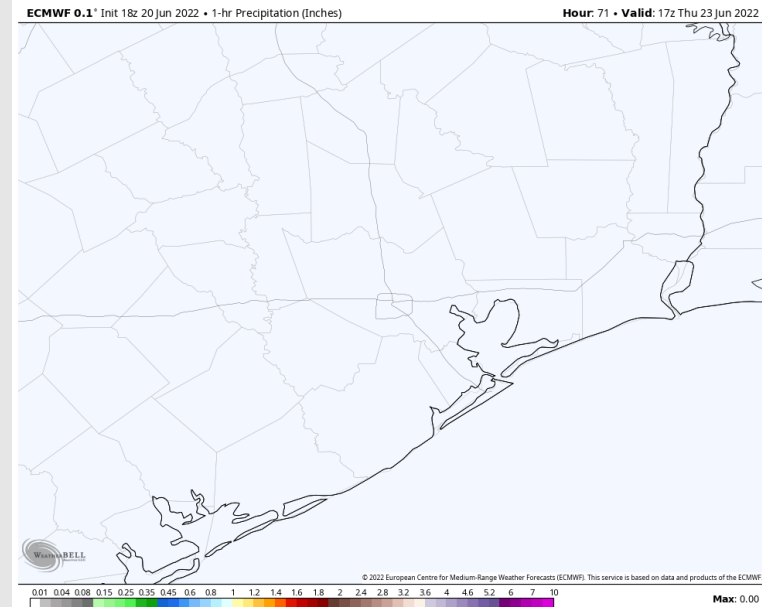 ECMWF 0.1° Init 18z 20 Jun 2022 • 1-hr Precipitation (Inches) Hour: 71 • Valid: 17z Thu 23 Jun 2022
WEATHERBELL
© 2022 European Centre for Medium-Range Weather Forecasts (ECMWF). This service is based on data and products of the ECMWF
0.01 0.04 0.08 0.15 0.25 0.35 0.45 0.6 0.8 1 1.2 1.4 1.6 1.8 2 2.4 2.8 3.2 3.6 4 4.6 5.2 6 10
Max: 0.00